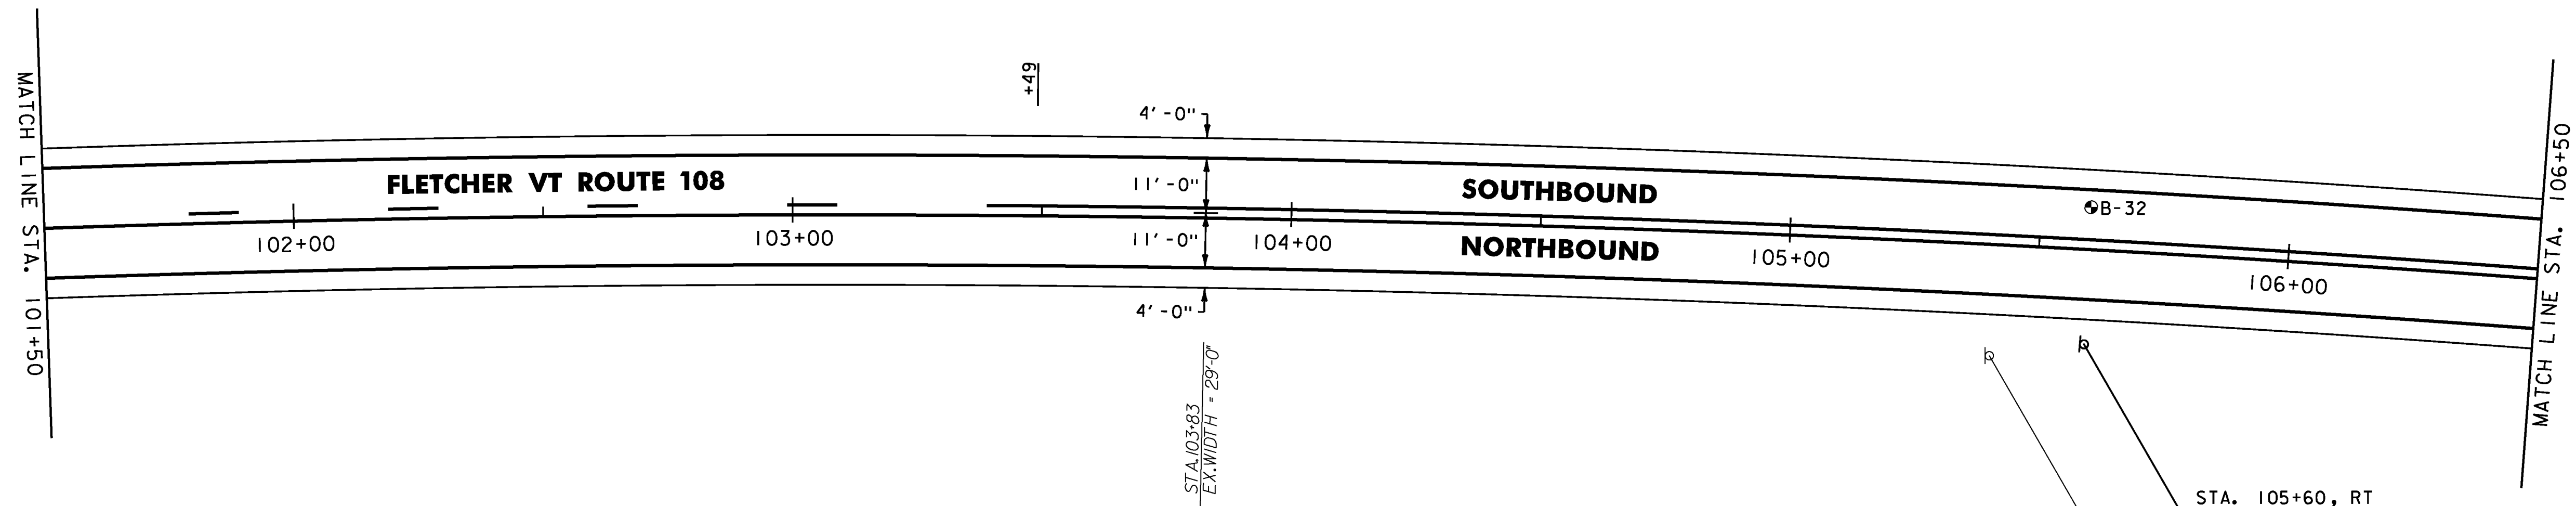 MATCH LINE STA. 101+50
+49
4'-0"
FLETCHER VT ROUTE 108
11'-0"
SOUTHBOUND
B-32
102+00
103+00
11'-0"
104+00
NORTHBOUND
105+00
106+00
4'-0"
STA.103+83
EX.WIDTH = 29'-0"
STA. 105+60, RT
MATCH LINE STA. 106+50